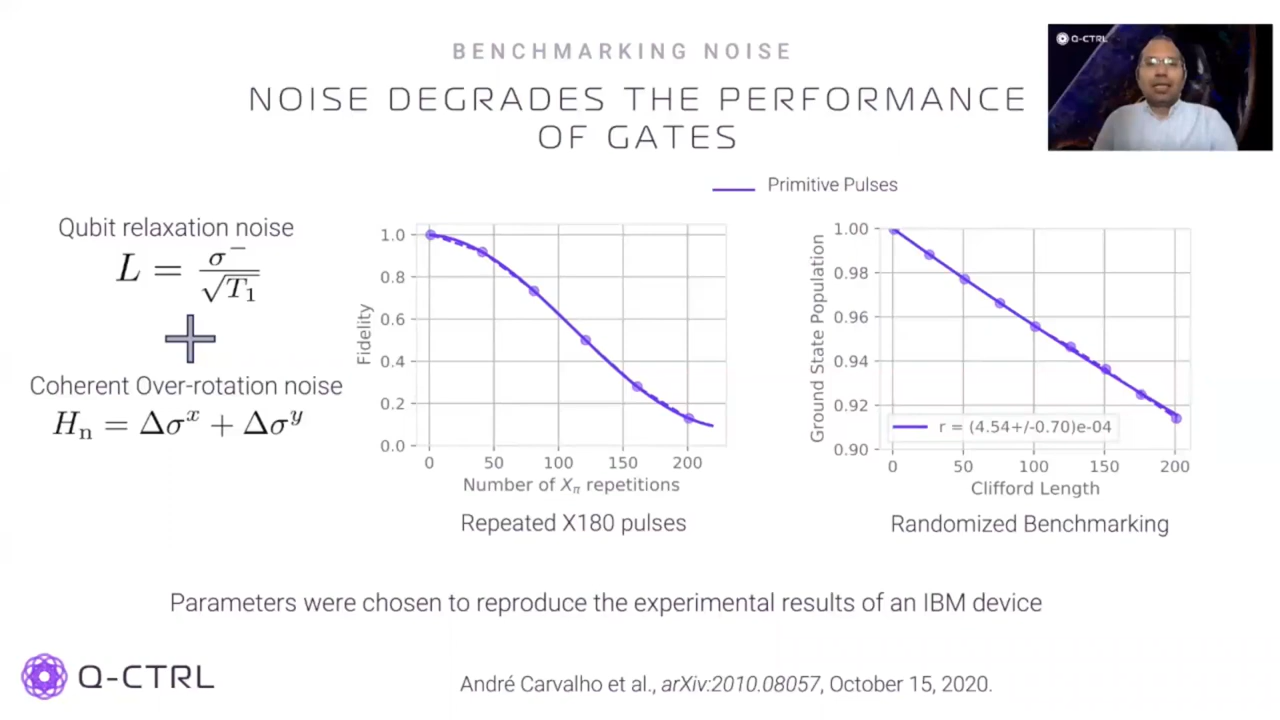 BENCHMARKING NOISE
NOISE DEGRADES THE PERFORMANCE
OF GATES
Q-CTRL
Primitive Pulses
Qubit relaxation noise
L = σ⁻ / √T₁
+
Coherent Over-rotation noise
Hₙ = Δσˣ + Δσʸ
Fidelity
1.0
0.8
0.6
0.4
0.2
0.0
0 50 100 150 200
Number of Xπ repetitions
Repeated X180 pulses
Ground State Population
1.00
0.98
0.96
0.94
0.92
0.90
r = (4.54+/-0.70)e-04
0 50 100 150 200
Clifford Length
Randomized Benchmarking
Parameters were chosen to reproduce the experimental results of an IBM device
Q-CTRL
André Carvalho et al., arXiv:2010.08057, October 15, 2020.